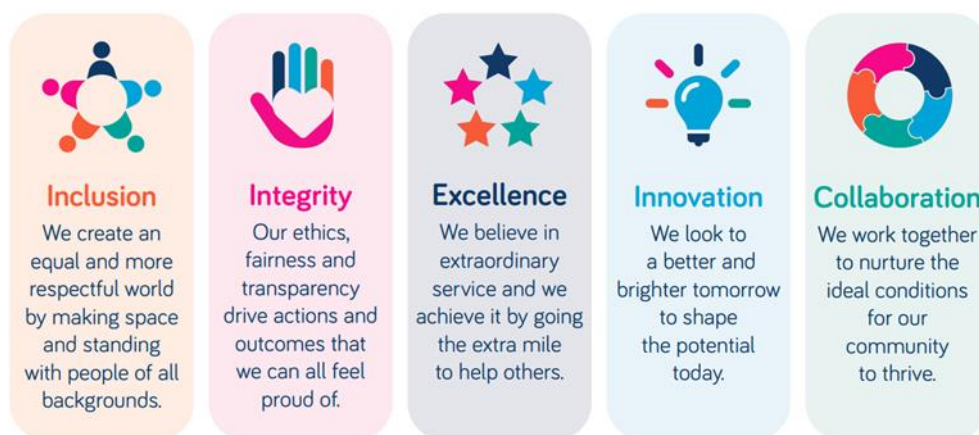 Inclusion
We create an
equal and more
respectful world
by making space
and standing
with people of all
backgrounds.
Integrity
Our ethics,
fairness and
transparency
drive actions and
outcomes that
we can all feel
proud of.
Excellence
We believe in
extraordinary
service and we
achieve it by going
the extra mile
to help others.
Innovation
We look to
a better and
brighter tomorrow
to shape
the potential
today.
Collaboration
We work together
to nurture the
ideal conditions
for our
community
to thrive.